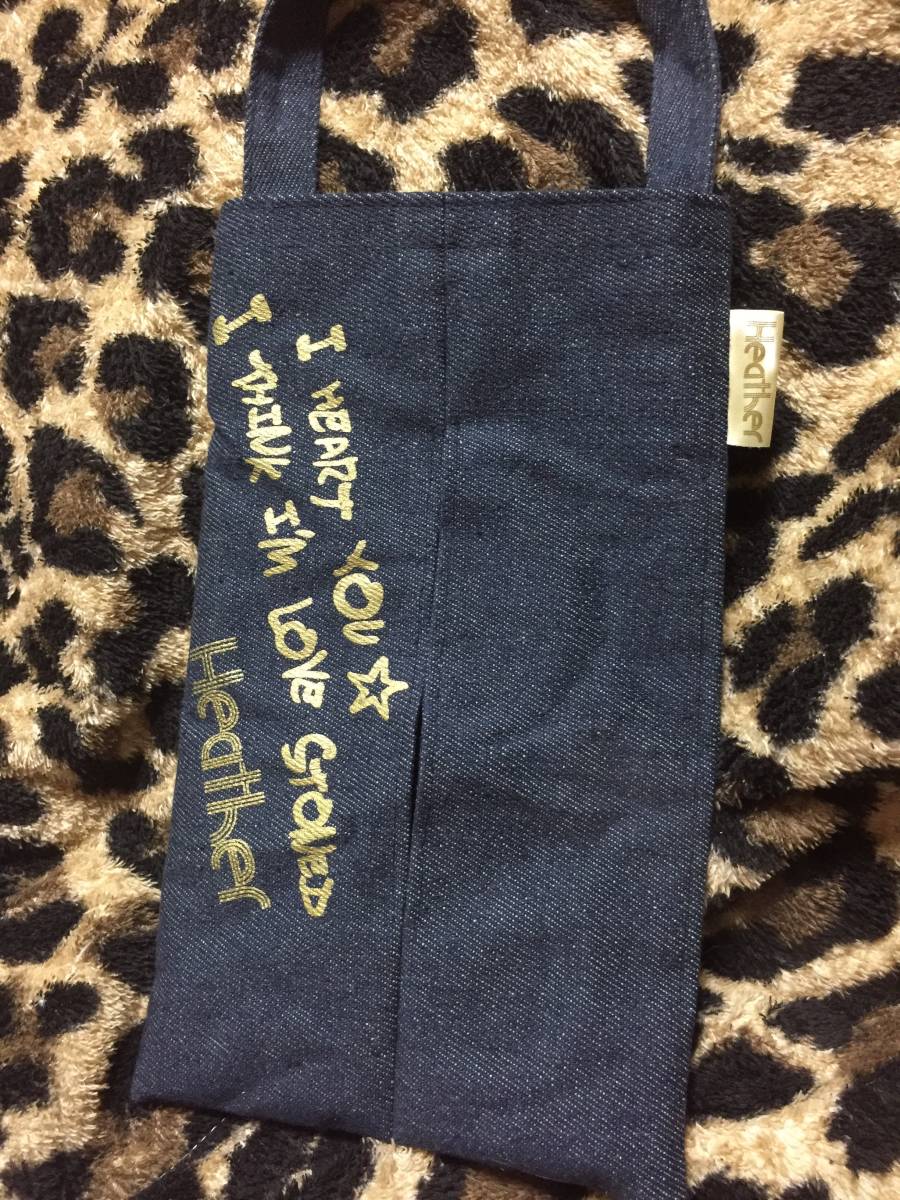 I HEART YOU☆
I THINK I'M LOVE STONED
Heather
Heather